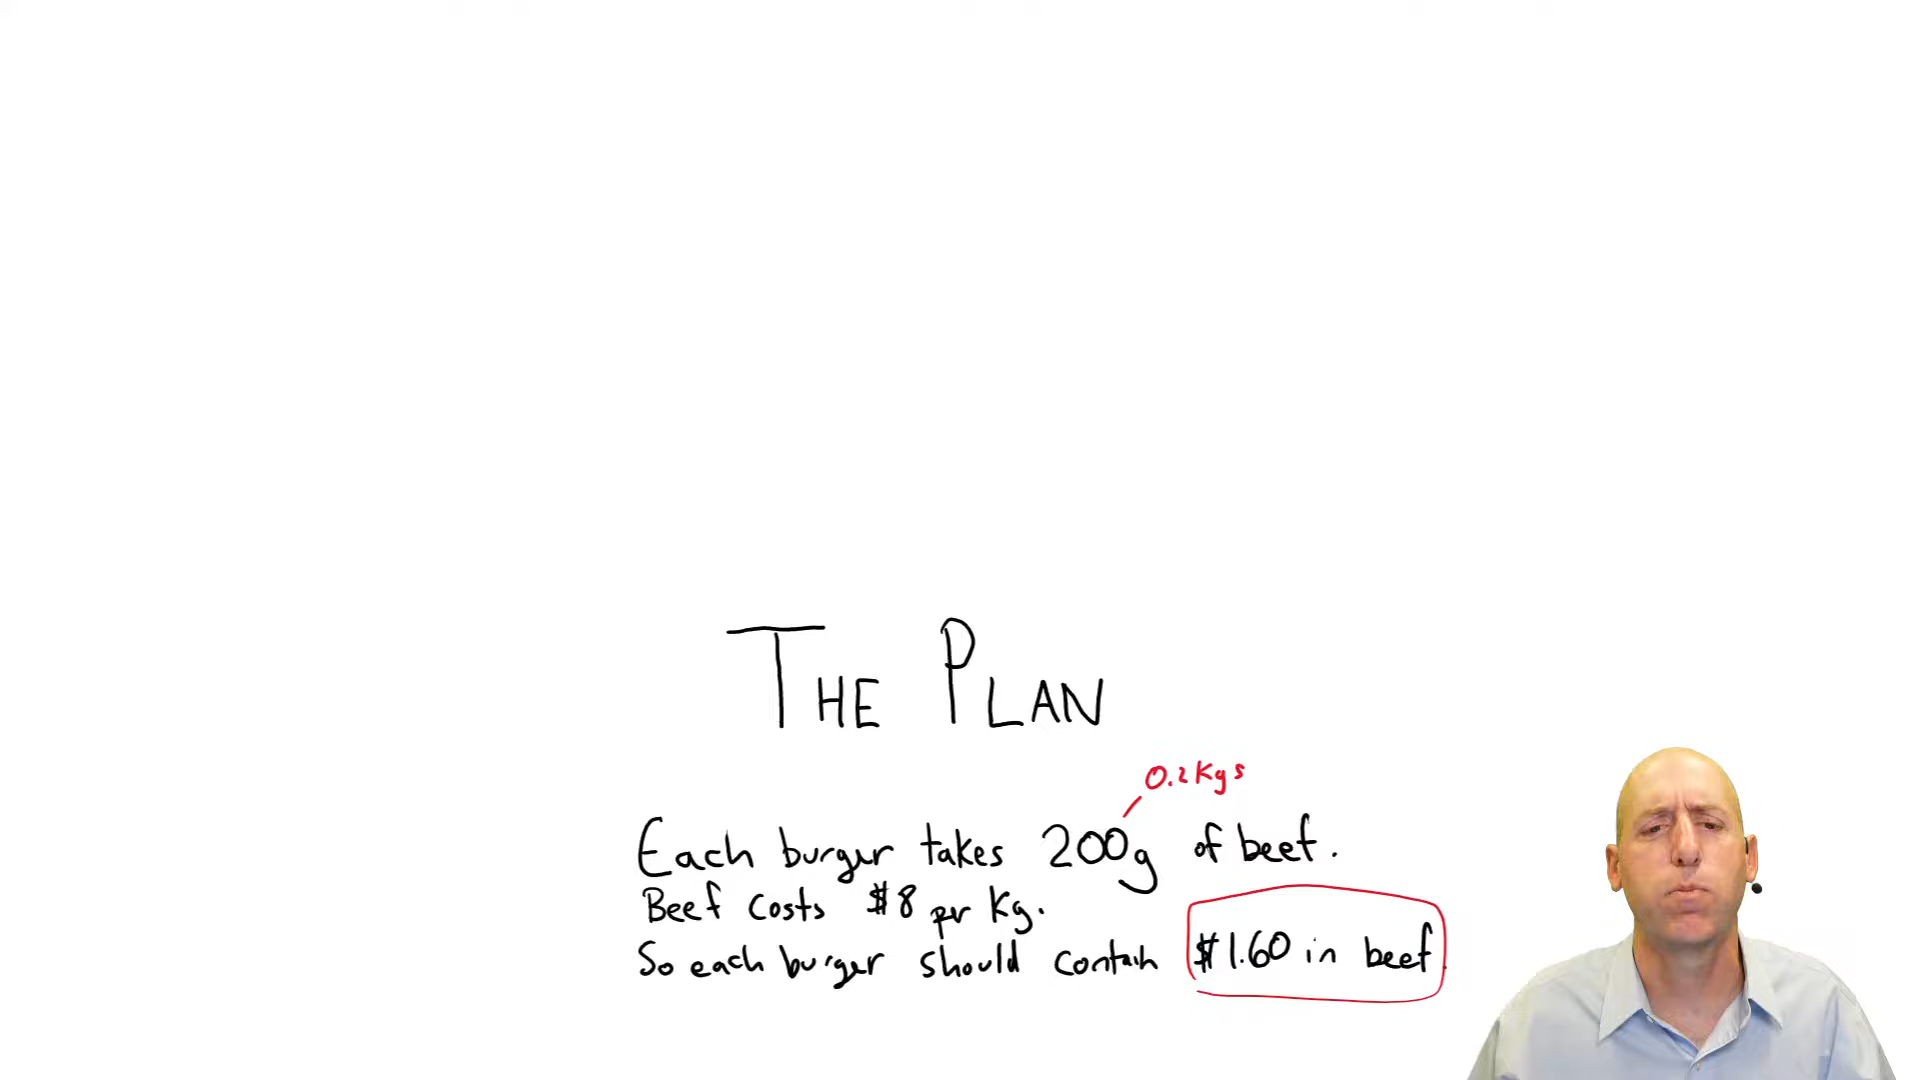 THE PLAN
0.2Kgs
Each burger takes 200g of beef.
Beef costs $8 per Kg.
So each burger should contain $1.60 in beef.